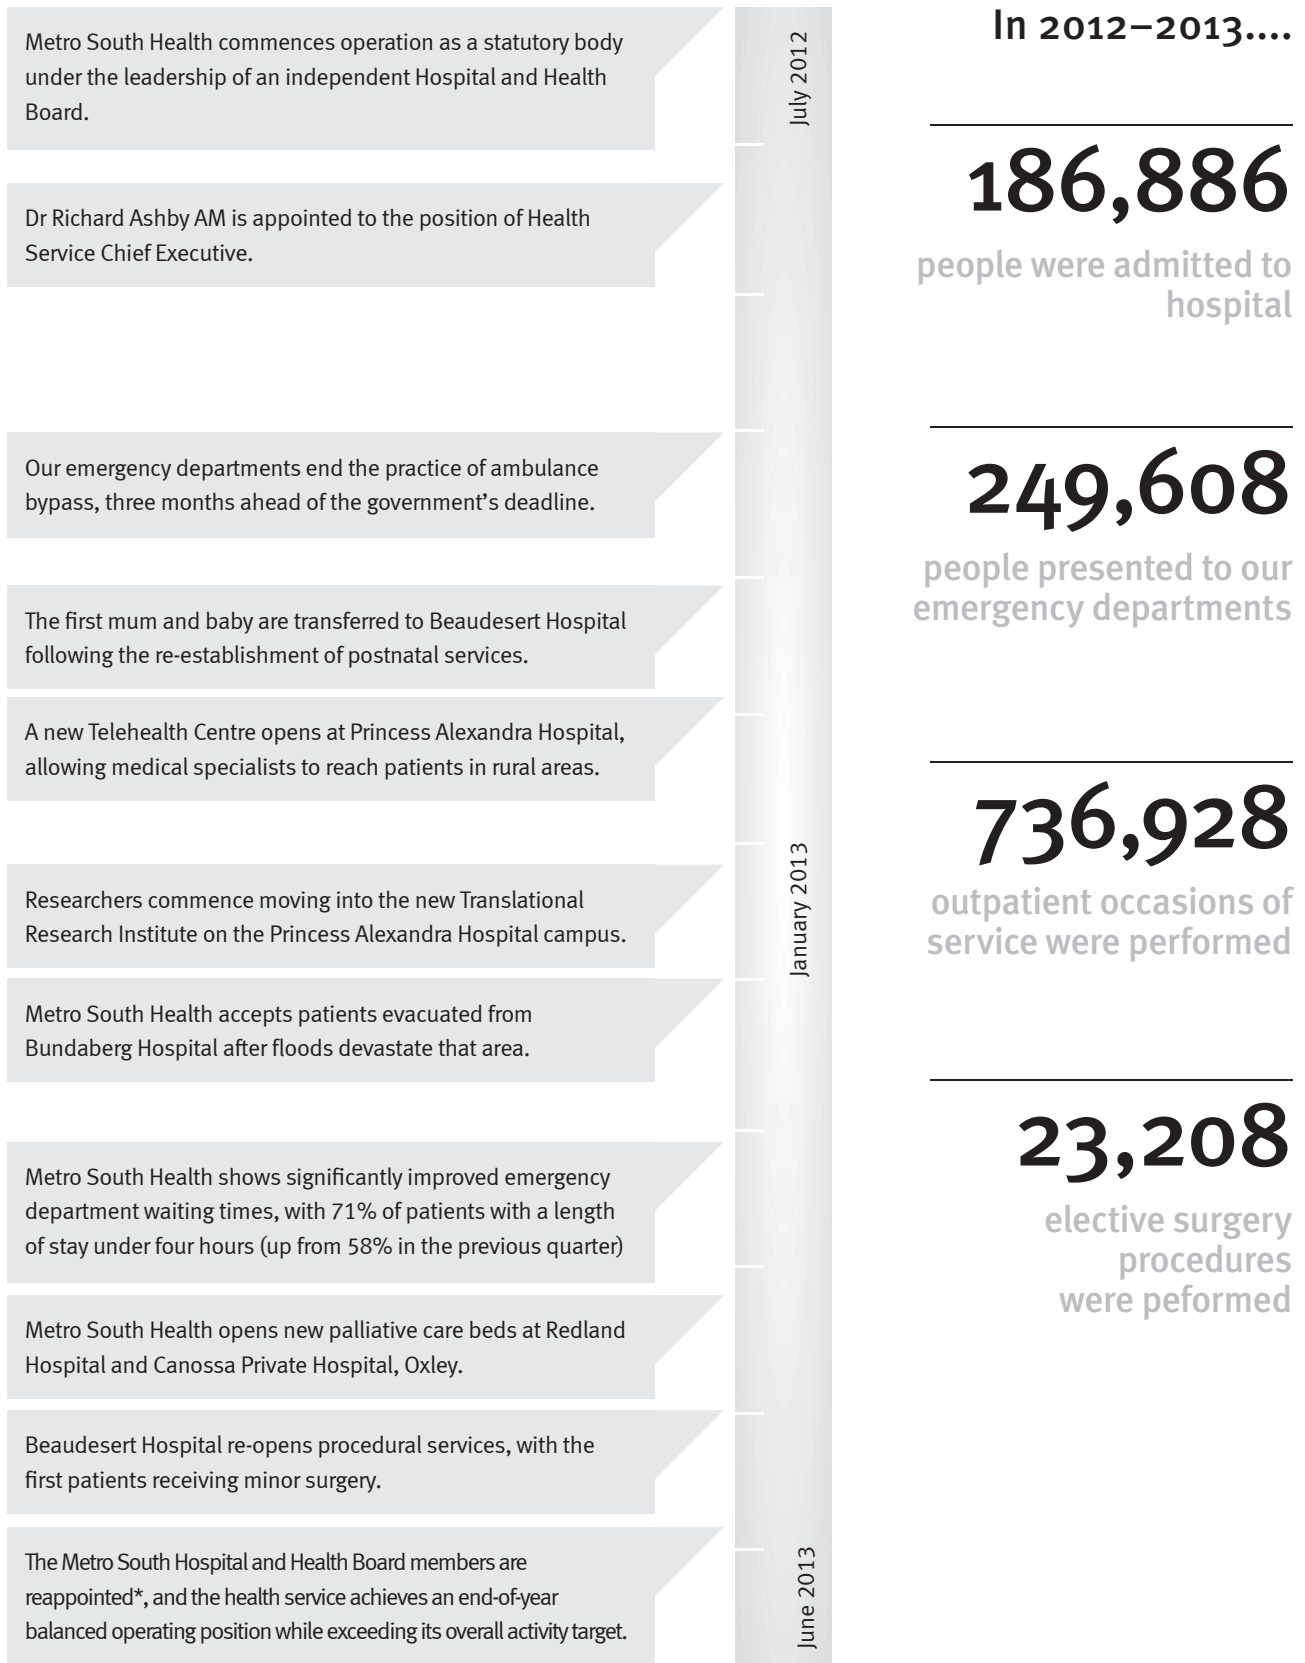 Metro South Health commences operation as a statutory body
under the leadership of an independent Hospital and Health
Board.
Dr Richard Ashby AM is appointed to the position of Health
Service Chief Executive.
Our emergency departments end the practice of ambulance
bypass, three months ahead of the government’s deadline.
The first mum and baby are transferred to Beaudesert Hospital
following the re-establishment of postnatal services.
A new Telehealth Centre opens at Princess Alexandra Hospital,
allowing medical specialists to reach patients in rural areas.
Researchers commence moving into the new Translational
Research Institute on the Princess Alexandra Hospital campus.
Metro South Health accepts patients evacuated from
Bundaberg Hospital after floods devastate that area.
Metro South Health shows significantly improved emergency
department waiting times, with 71% of patients with a length
of stay under four hours (up from 58% in the previous quarter)
Metro South Health opens new palliative care beds at Redland
Hospital and Canossa Private Hospital, Oxley.
Beaudesert Hospital re-opens procedural services, with the
first patients receiving minor surgery.
The Metro South Hospital and Health Board members are
reappointed*, and the health service achieves an end-of-year
balanced operating position while exceeding its overall activity target.
July 2012
January 2013
June 2013
In 2012–2013....
186,886
people were admitted to
hospital
249,608
people presented to our
emergency departments
736,928
outpatient occasions of
service were performed
23,208
elective surgery
procedures
were peformed